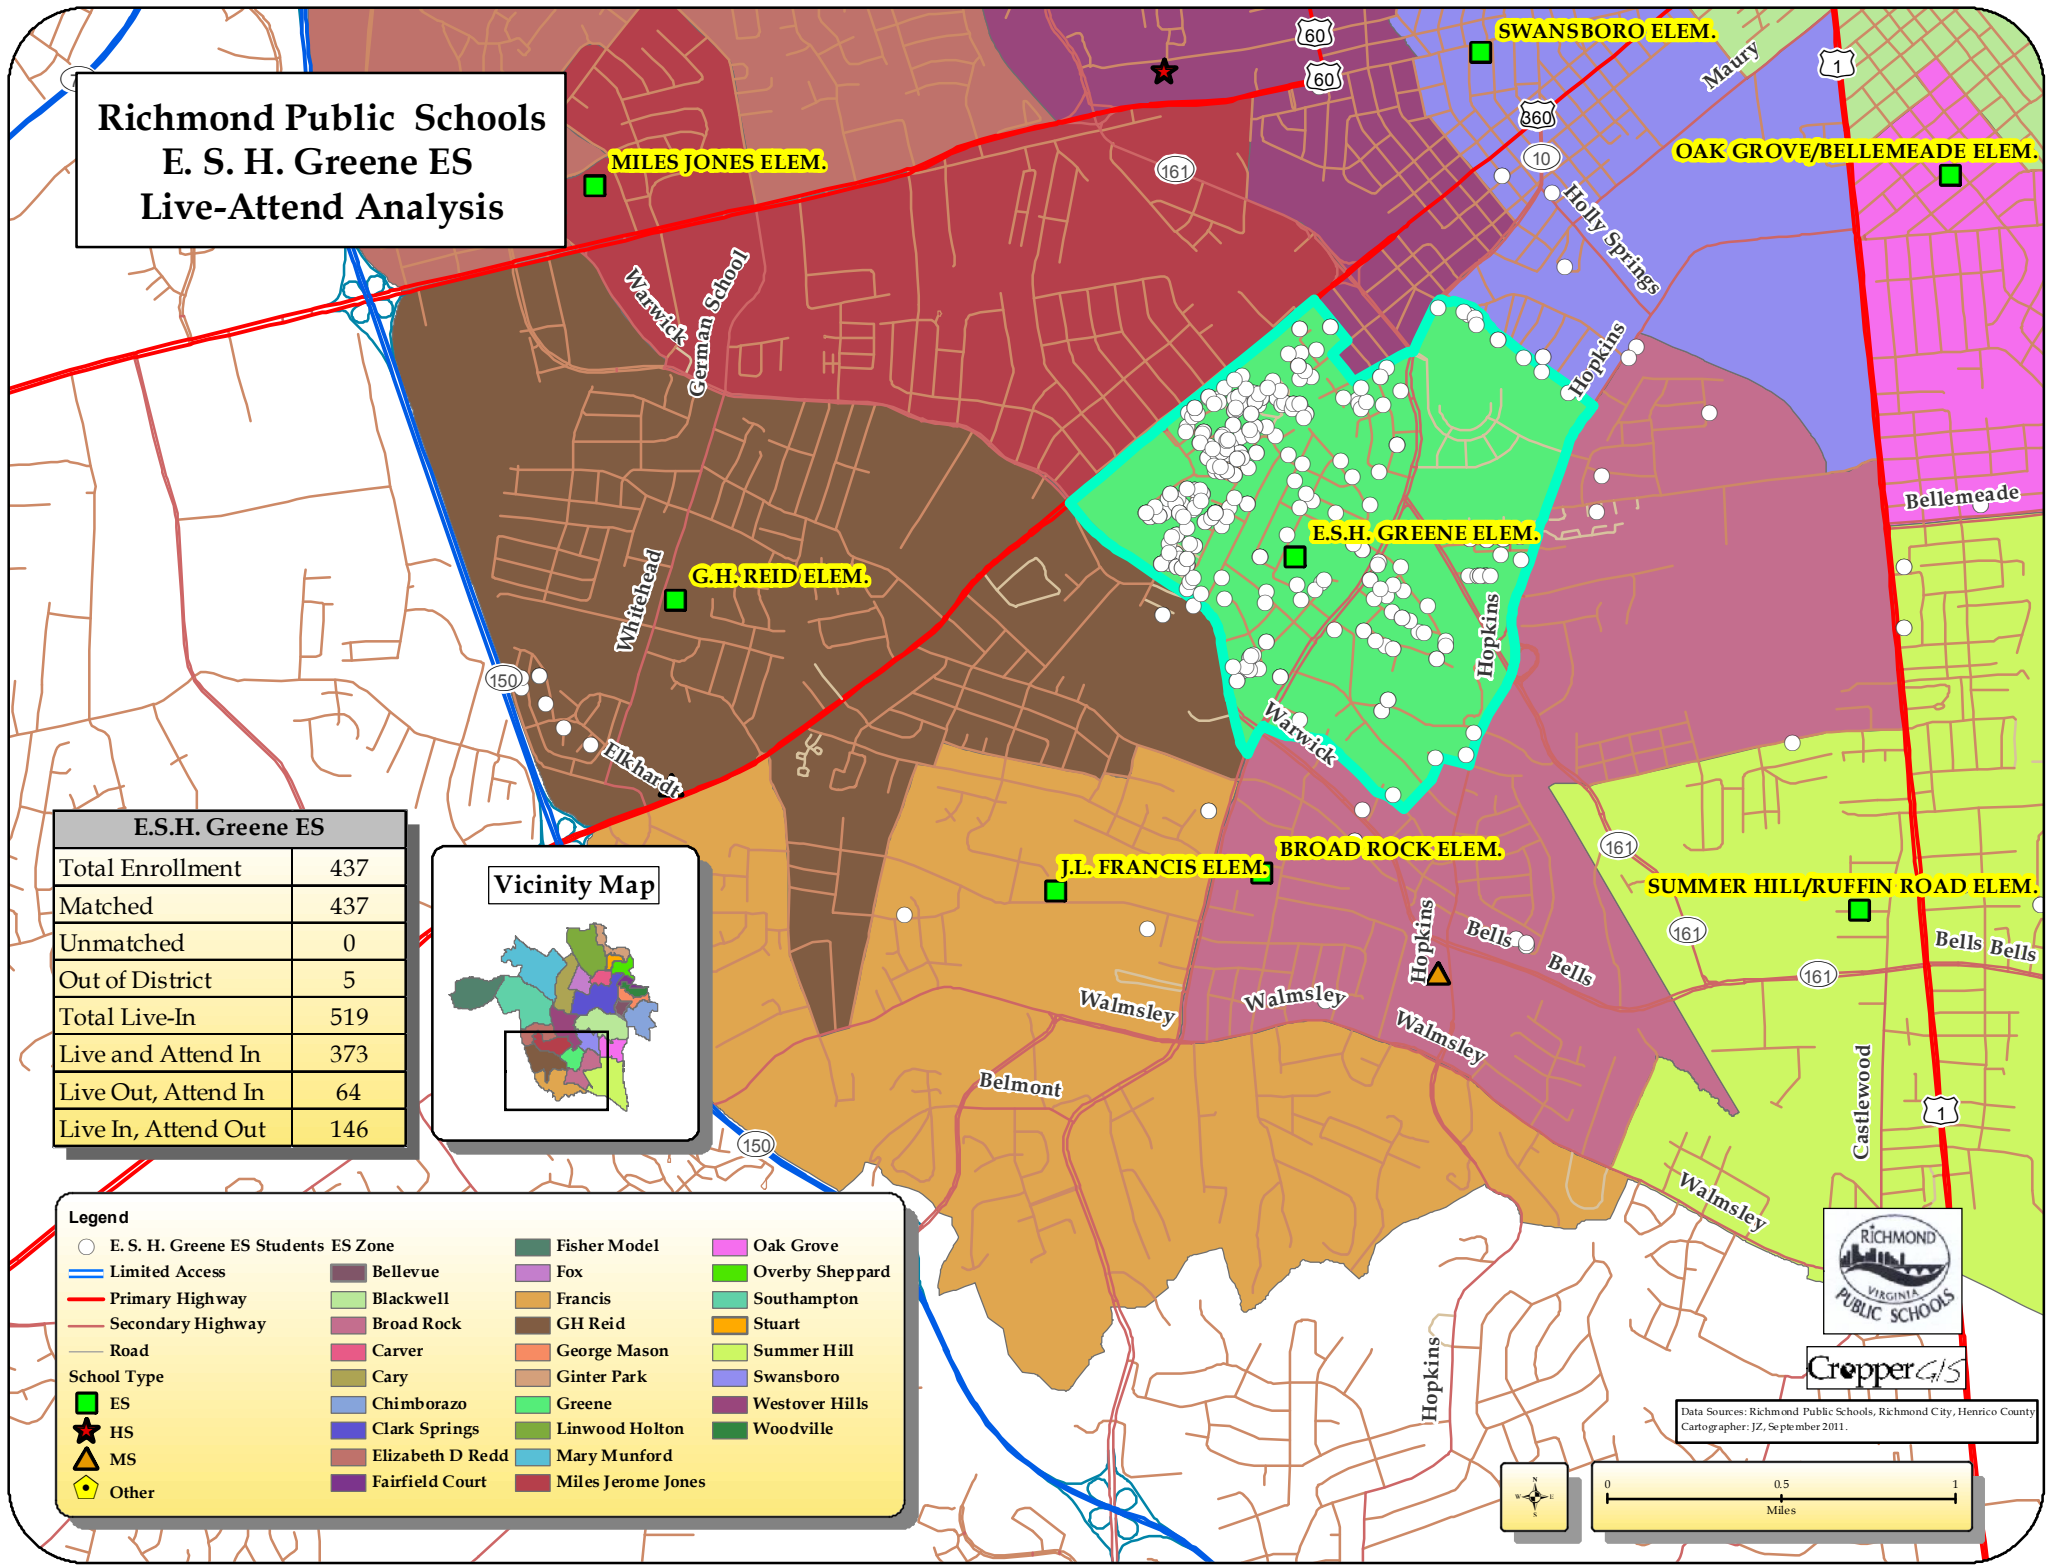 Richmond Public Schools
E. S. H. Greene ES
Live-Attend Analysis
60
60
SWANSBORO ELEM.
Maury
1
360
10
OAK GROVE/BELLEMEADE ELEM.
MILES JONES ELEM.
161
Holly Springs
Warwick
German School
Hopkins
Bellemeade
E.S.H. GREENE ELEM.
G.H. REID ELEM.
Whitehead
Hopkins
150
Warwick
Elkhardt
E.S.H. Greene ES
Total Enrollment 437
Matched 437
Unmatched 0
Out of District 5
Total Live-In 519
Live and Attend In 373
Live Out, Attend In 64
Live In, Attend Out 146
Vicinity Map
J.L. FRANCIS ELEM.
BROAD ROCK ELEM.
161
SUMMER HILL/RUFFIN ROAD ELEM.
161
Hopkins
Bells
Bells
Bells Bells
161
Walmsley
Walmsley
Walmsley
Belmont
Castlewood
1
150
Walmsley
Hopkins
Legend
E. S. H. Greene ES Students
Limited Access
Primary Highway
Secondary Highway
Road
School Type
ES
HS
MS
Other
ES Zone
Bellevue
Blackwell
Broad Rock
Carver
Cary
Chimborazo
Clark Springs
Elizabeth D Redd
Fairfield Court
Fisher Model
Fox
Francis
GH Reid
George Mason
Ginter Park
Greene
Linwood Holton
Mary Munford
Miles Jerome Jones
Oak Grove
Overby Sheppard
Southampton
Stuart
Summer Hill
Swansboro
Westover Hills
Woodville
RICHMOND
VIRGINIA
PUBLIC SCHOOLS
Cropper GIS
Data Sources: Richmond Public Schools, Richmond City, Henrico County
Cartographer: JZ, September 2011.
N
W E
S
0 0.5 1
Miles